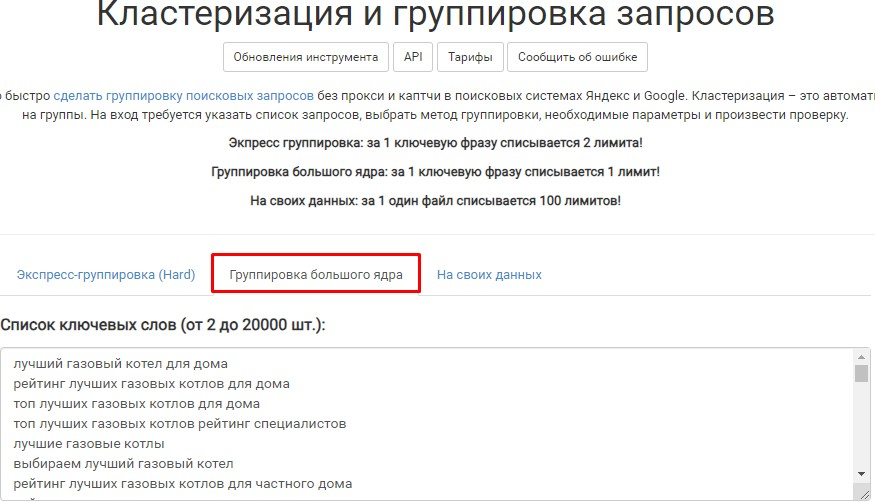 Кластеризация и группировка запросов
Обновления инструмента API Тарифы Сообщить об ошибке
о быстро сделать группировку поисковых запросов без прокси и каптчи в поисковых системах Яндекс и Google. Кластеризация – это автомати
на группы. На вход требуется указать список запросов, выбрать метод группировки, необходимые параметры и произвести проверку.
Экпресс группировка: за 1 ключевую фразу списывается 2 лимита!
Группировка большого ядра: за 1 ключевую фразу списывается 1 лимит!
На своих данных: за 1 один файл списывается 100 лимитов!
Экспресс-группировка (Hard) Группировка большого ядра На своих данных
Список ключевых слов (от 2 до 20000 шт.):
лучший газовый котел для дома
рейтинг лучших газовых котлов для дома
топ лучших газовых котлов для дома
топ лучших газовых котлов рейтинг специалистов
лучшие газовые котлы
выбираем лучший газовый котел
рейтинг лучших газовых котлов для частного дома